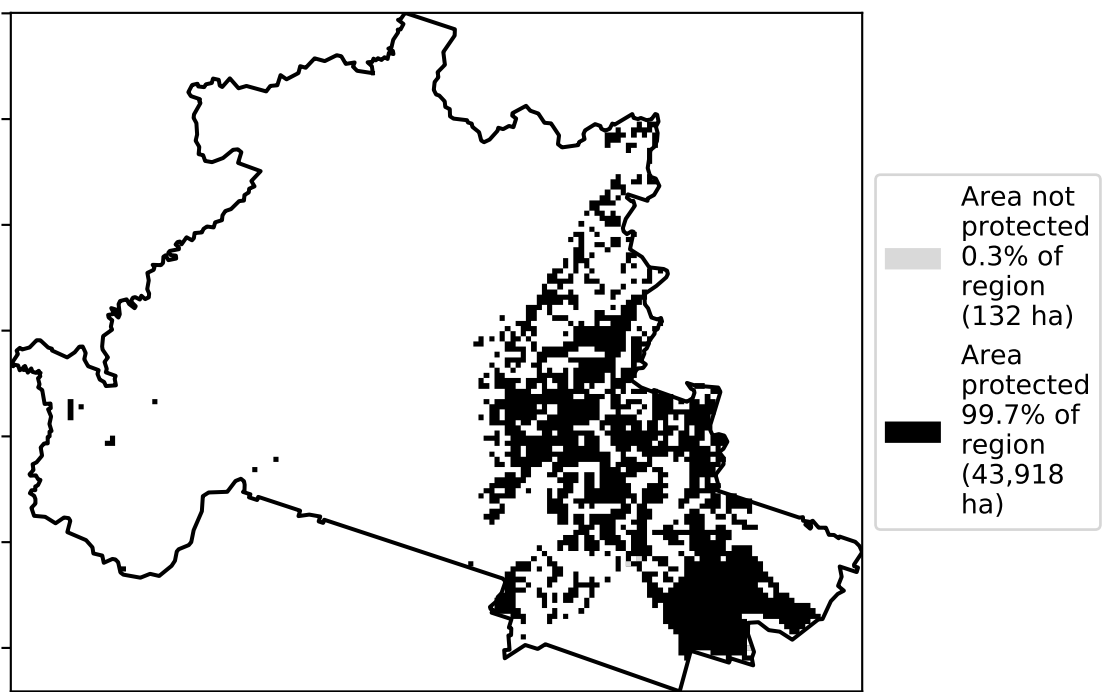 Area not
protected
0.3% of
region
(132 ha)
Area
protected
99.7% of
region
(43,918
ha)